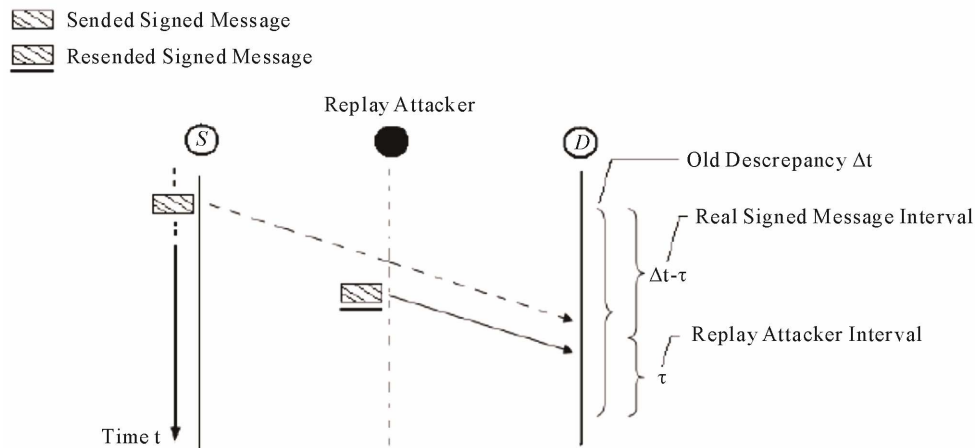 Sended Signed Message
Resended Signed Message
Replay Attacker
S
D
Old Descrepancy Δt
Real Signed Message Interval
Δt-τ
Replay Attacker Interval
τ
Time t